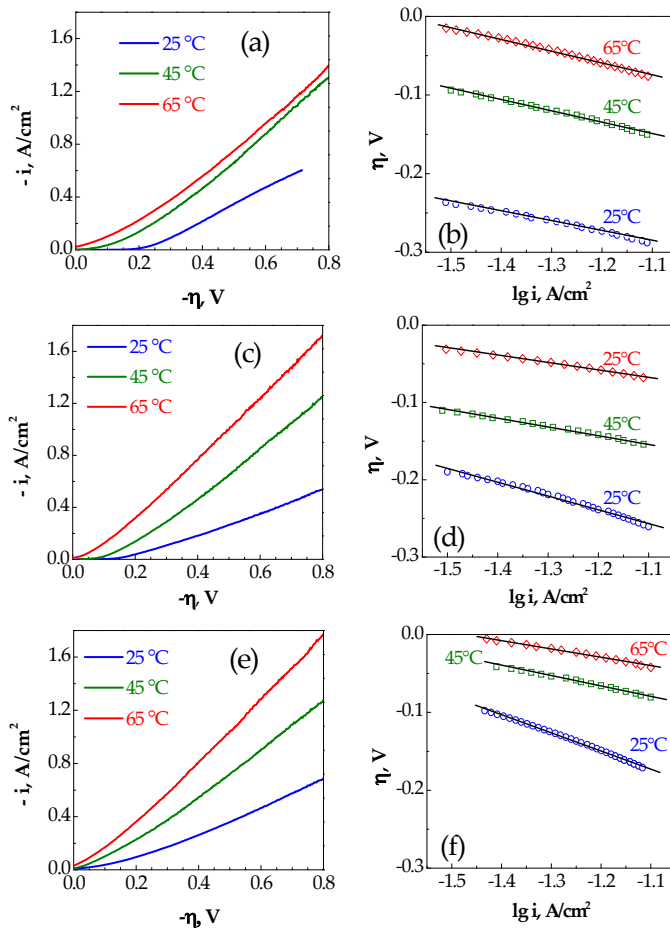 (a)
25 °C
45 °C
65 °C
1.6
1.2
0.8
0.4
0.0
- i, A/cm²
0.0 0.2 0.4 0.6 0.8
-η, V
(b)
65°C
45°C
25°C
0.0
-0.1
-0.2
-0.3
η, V
-1.5 -1.4 -1.3 -1.2 -1.1
lg i, A/cm²
(c)
25 °C
45 °C
65 °C
1.6
1.2
0.8
0.4
0.0
- i, A/cm²
0.0 0.2 0.4 0.6 0.8
-η, V
(d)
25°C
45°C
25°C
0.0
-0.1
-0.2
-0.3
η, V
-1.5 -1.4 -1.3 -1.2 -1.1
lg i, A/cm²
(e)
25 °C
45 °C
65 °C
1.6
1.2
0.8
0.4
0.0
- i, A/cm²
0.0 0.2 0.4 0.6 0.8
-η, V
(f)
65°C
45°C
25°C
0.0
-0.1
-0.2
-0.3
η, V
-1.5 -1.4 -1.3 -1.2 -1.1
lg i, A/cm²